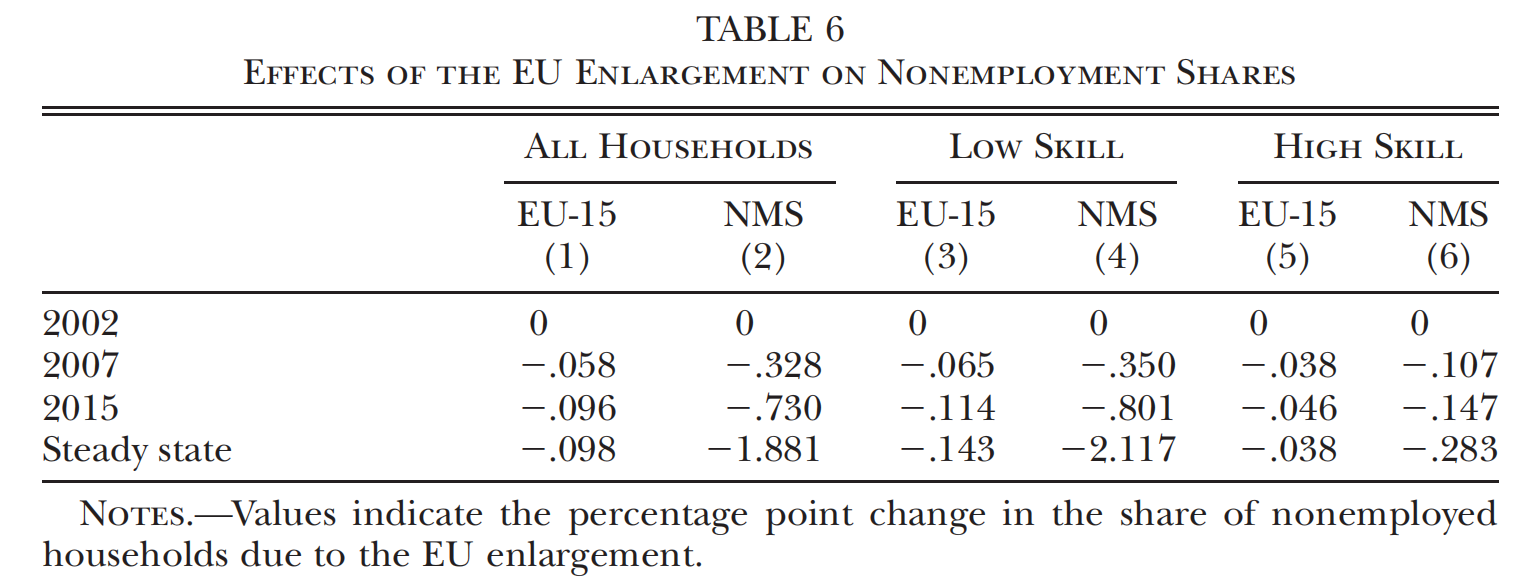 TABLE 6
Effects of the EU Enlargement on Nonemployment Shares
All Households Low Skill High Skill
EU-15 NMS EU-15 NMS EU-15 NMS
(1) (2) (3) (4) (5) (6)
2002 0 0 0 0 0 0
2007 −.058 −.328 −.065 −.350 −.038 −.107
2015 −.096 −.730 −.114 −.801 −.046 −.147
Steady state −.098 −1.881 −.143 −2.117 −.038 −.283
Notes.—Values indicate the percentage point change in the share of nonemployed
households due to the EU enlargement.